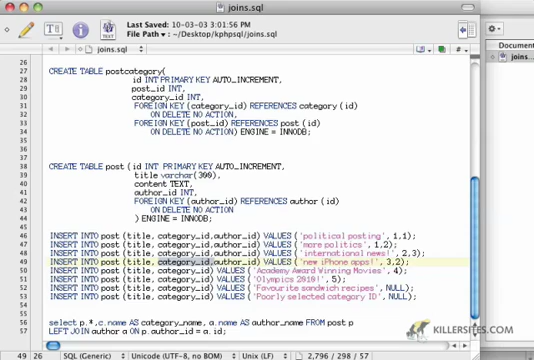 joins.sql
Last Saved: 10-03-03 3:01:56 PM
File Path ▾: ~/Desktop/kphpsql/joins.sql
TEXT
joins.sql
#
Document
joins...
26
27 CREATE TABLE postcategory(
28 id INT PRIMARY KEY AUTO_INCREMENT,
29 post_id INT,
30 category_id INT,
31 FOREIGN KEY (category_id) REFERENCES category (id)
32 ON DELETE NO ACTION,
33 FOREIGN KEY (post_id) REFERENCES post (id)
34 ON DELETE NO ACTION) ENGINE = INNODB;
35
36
37
38 CREATE TABLE post (id INT PRIMARY KEY AUTO_INCREMENT,
39 title varchar(300),
40 content TEXT,
41 author_id INT,
42 FOREIGN KEY (author_id) REFERENCES author (id)
43 ON DELETE NO ACTION
44 ) ENGINE = INNODB;
45
46 INSERT INTO post (title, category_id,author_id) VALUES ('political posting', 1,1);
47 INSERT INTO post (title, category_id,author_id) VALUES ('more politics', 1,2);
48 INSERT INTO post (title, category_id,author_id) VALUES ('international news!', 2,3);
49 INSERT INTO post (title, category_id,author_id) VALUES ('new iPhone apps!', 3,2);
50 INSERT INTO post (title, category_id) VALUES ('Academy Award Winning Movies', 4);
51 INSERT INTO post (title, category_id) VALUES ('Olympics 2010!', 5);
52 INSERT INTO post (title, category_id) VALUES ('Favourite sandwich recipes', NULL);
53 INSERT INTO post (title, category_id) VALUES ('Poorly selected category ID', NULL);
54
55
56 select p.*,c.name AS category_name, a.name AS author_name FROM post p
57 LEFT JOIN author a ON p.author_id = a.id;
KILLERSITES.COM
49 26 SQL (Generic) Unicode (UTF-8) Unix (LF) 2,796 / 298 / 57